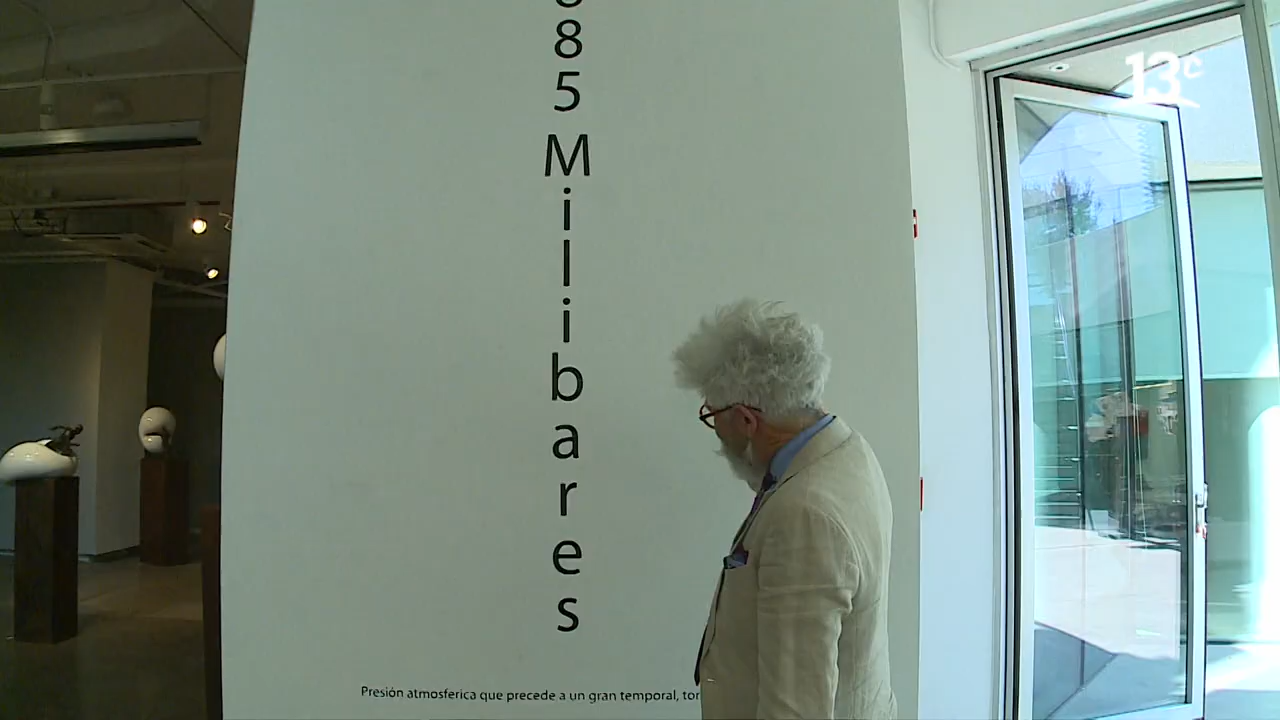 85 Milibares
Presión atmosferica que precede a un gran temporal,
13c